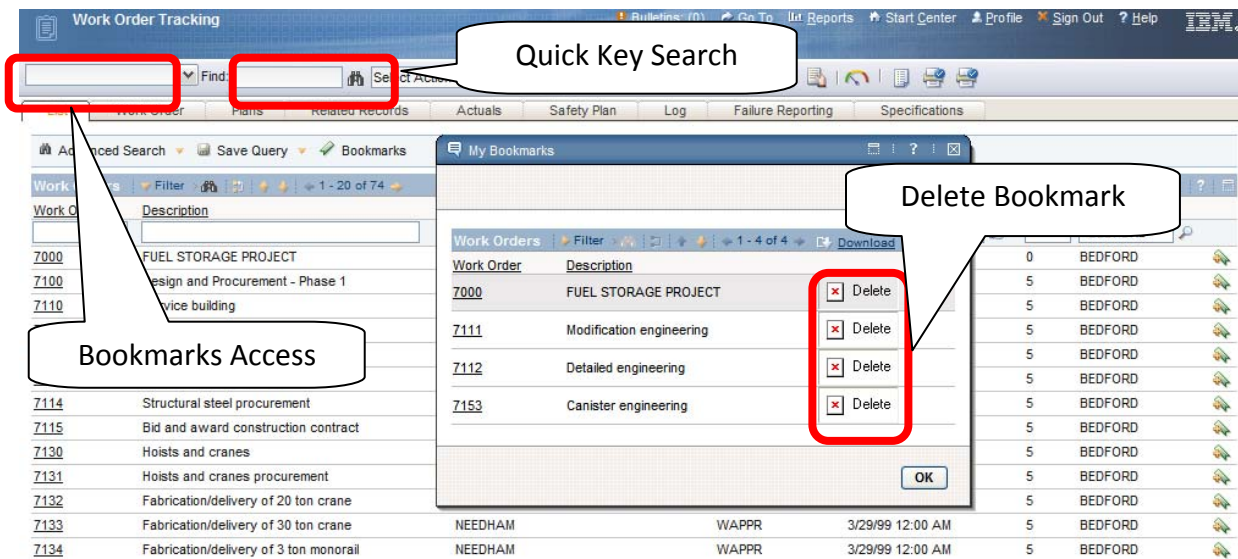 Work Order Tracking
Bulletins: (0) Go To Reports Start Center Profile Sign Out ? Help IBM.
Quick Key Search
Find: Select Action
List Work Order Plans Related Records Actuals Safety Plan Log Failure Reporting Specifications
Advanced Search Save Query Bookmarks
Work Orders Filter 1 - 20 of 74 ?
Work O Description
7000 FUEL STORAGE PROJECT 0 BEDFORD
7100 Design and Procurement - Phase 1 5 BEDFORD
7110 Service building 5 BEDFORD
5 BEDFORD
5 BEDFORD
5 BEDFORD
7114 Structural steel procurement 5 BEDFORD
7115 Bid and award construction contract 5 BEDFORD
7130 Hoists and cranes 5 BEDFORD
7131 Hoists and cranes procurement 5 BEDFORD
7132 Fabrication/delivery of 20 ton crane 5 BEDFORD
7133 Fabrication/delivery of 30 ton crane NEEDHAM WAPPR 3/29/99 12:00 AM 5 BEDFORD
7134 Fabrication/delivery of 3 ton monorail NEEDHAM WAPPR 3/29/99 12:00 AM 5 BEDFORD
Bookmarks Access
My Bookmarks ?
Delete Bookmark
Work Orders Filter 1 - 4 of 4 Download
Work Order Description
7000 FUEL STORAGE PROJECT Delete
7111 Modification engineering Delete
7112 Detailed engineering Delete
7153 Canister engineering Delete
OK